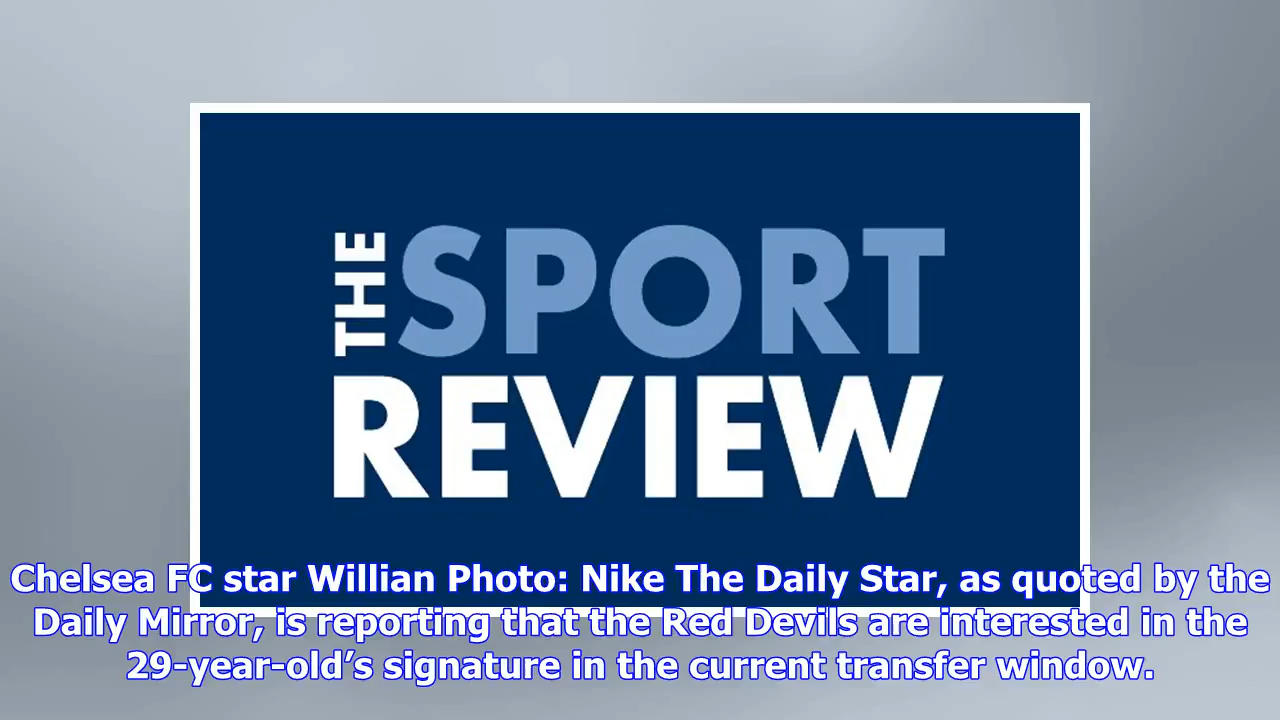 THE SPORT
REVIEW
Chelsea FC star Willian Photo: Nike The Daily Star, as quoted by the
Daily Mirror, is reporting that the Red Devils are interested in the
29-year-old’s signature in the current transfer window.